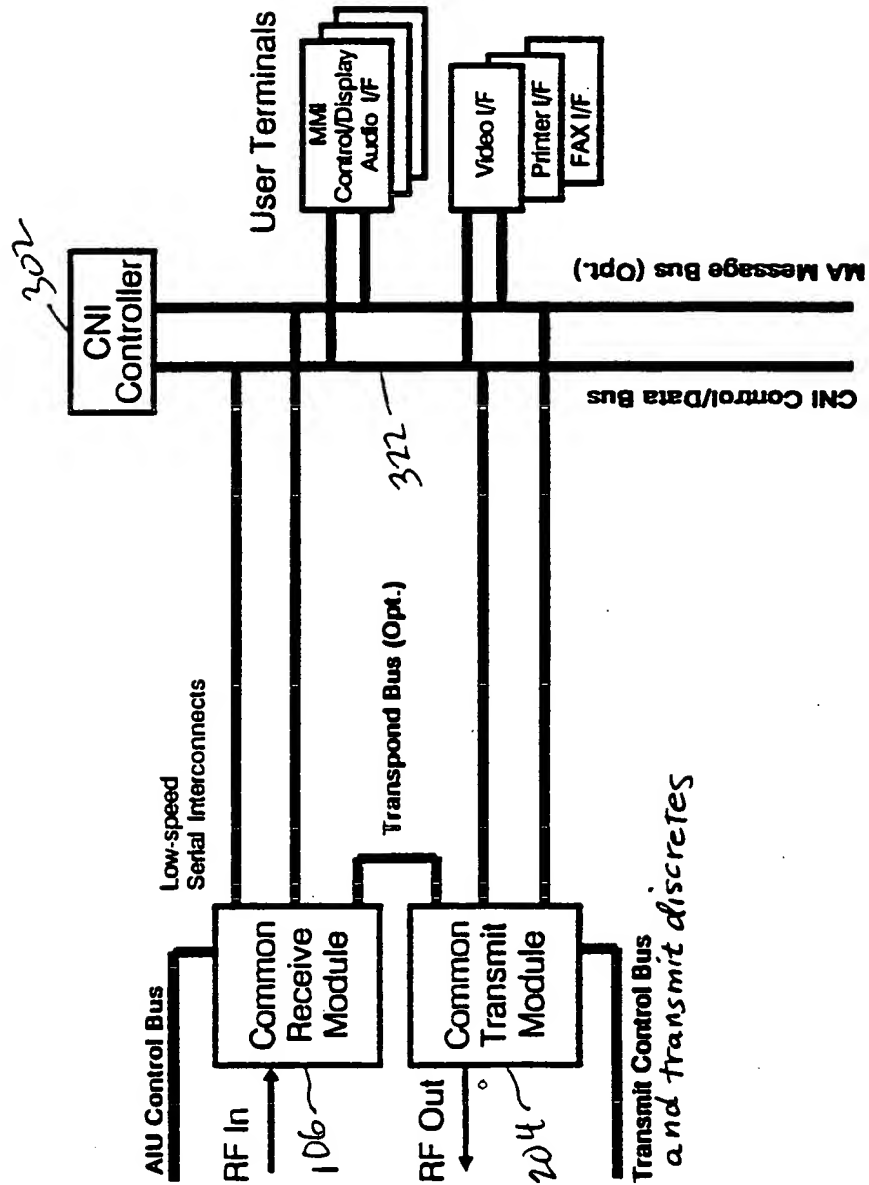 302
CNI
Controller
User Terminals
MMI
Control/Display
Audio I/F
Video I/F
Printer I/F
FAX I/F
MA Message Bus (Opt.)
CNI Control/Data Bus
322
Low-speed
Serial Interconnects
Transpond Bus (Opt.)
AIU Control Bus
RF In
Common
Receive
Module
106
RF Out
Common
Transmit
Module
204
Transmit Control Bus
and transmit discretes